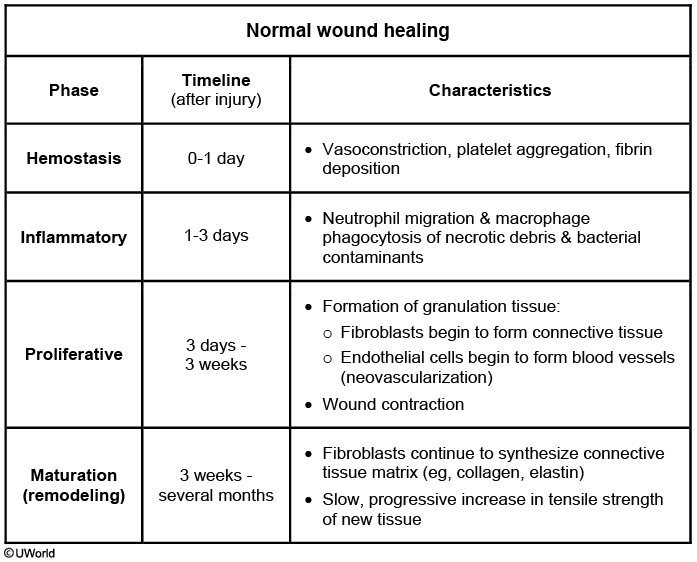 Normal wound healing
Phase
Timeline
(after injury)
Characteristics
Hemostasis
0-1 day
• Vasoconstriction, platelet aggregation, fibrin
deposition
Inflammatory
1-3 days
• Neutrophil migration & macrophage
phagocytosis of necrotic debris & bacterial
contaminants
Proliferative
3 days -
3 weeks
• Formation of granulation tissue:
○ Fibroblasts begin to form connective tissue
○ Endothelial cells begin to form blood vessels
(neovascularization)
• Wound contraction
Maturation
(remodeling)
3 weeks -
several months
• Fibroblasts continue to synthesize connective
tissue matrix (eg, collagen, elastin)
• Slow, progressive increase in tensile strength
of new tissue
© UWorld